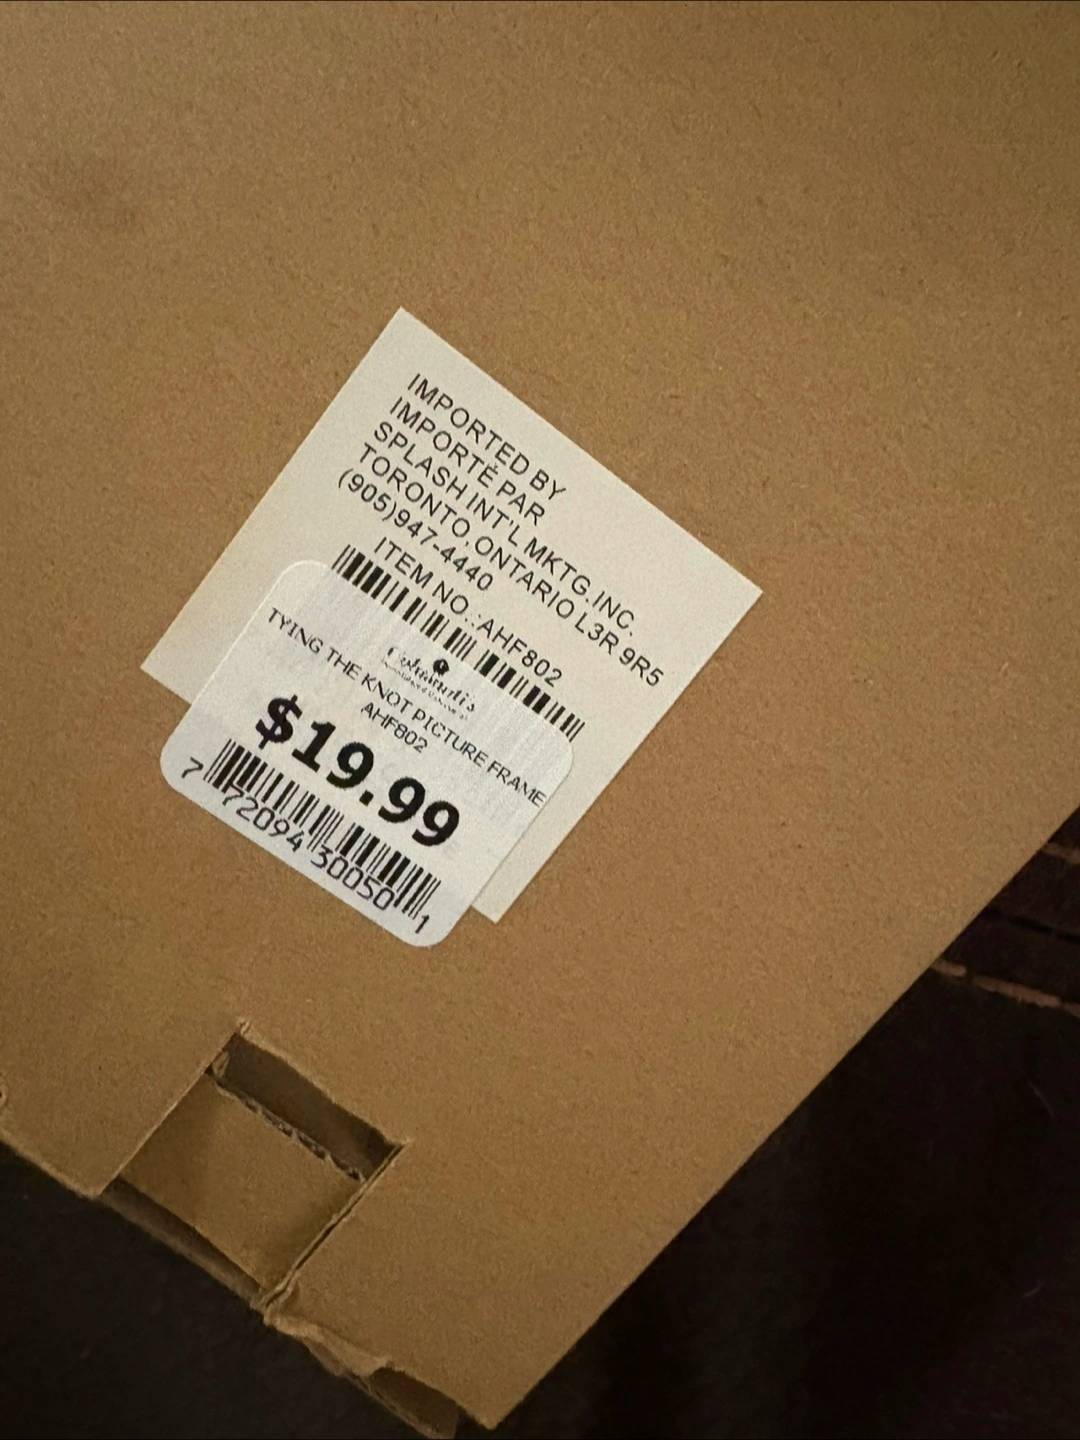 IMPORTED BY
IMPORTÉ PAR
SPLASH INT'L MKTG. INC.
TORONTO, ONTARIO L3R 9R5
(905)947-4440
ITEM NO.:AHF802
TYING THE KNOT PICTURE FRAME
AHF802
$19.99
7 72094 30050 1